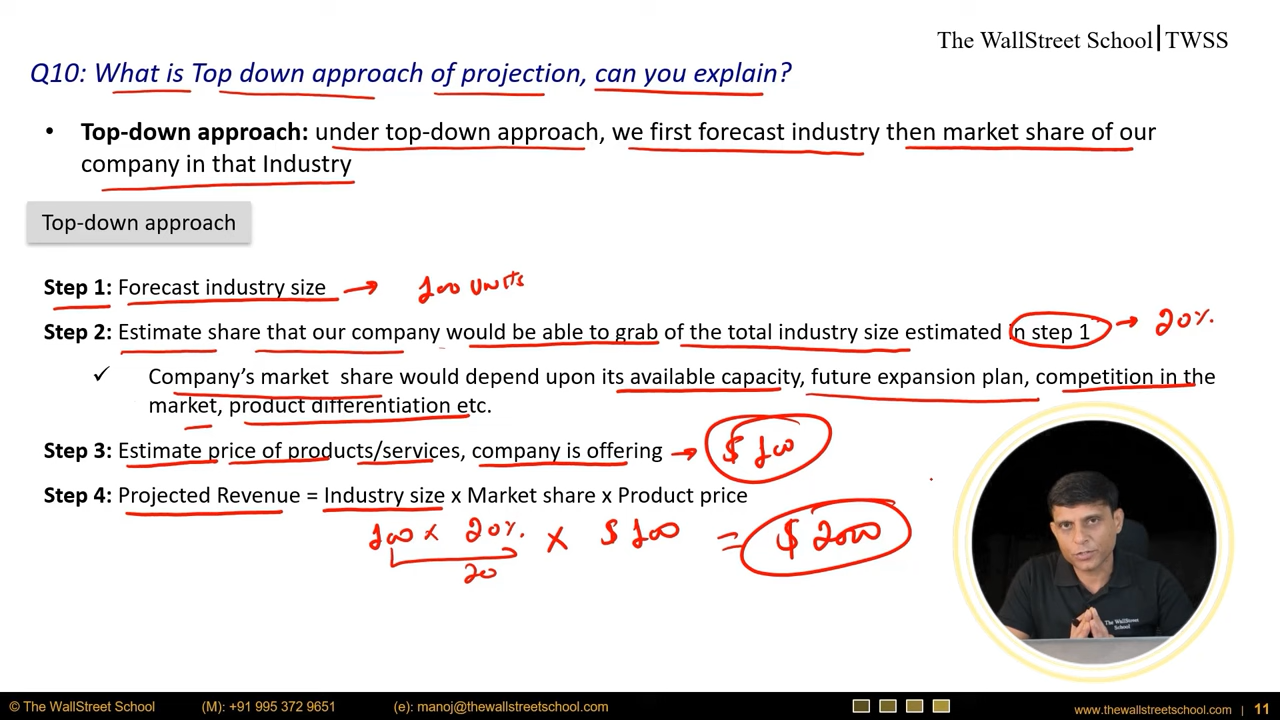 The WallStreet School|TWSS
Q10: What is Top down approach of projection, can you explain?
• Top-down approach: under top-down approach, we first forecast industry then market share of our
company in that Industry
Top-down approach
Step 1: Forecast industry size → 100 units
Step 2: Estimate share that our company would be able to grab of the total industry size estimated in step 1 → 20%
✓ Company's market share would depend upon its available capacity, future expansion plan, competition in the
market, product differentiation etc.
Step 3: Estimate price of products/services, company is offering → $ 100
Step 4: Projected Revenue = Industry size x Market share x Product price
100 x 20% x $ 100 = $ 2000
20
The WallStreet
School
© The WallStreet School (M): +91 995 372 9651 (e): manoj@thewallstreetschool.com www.thewallstreetschool.com | 11